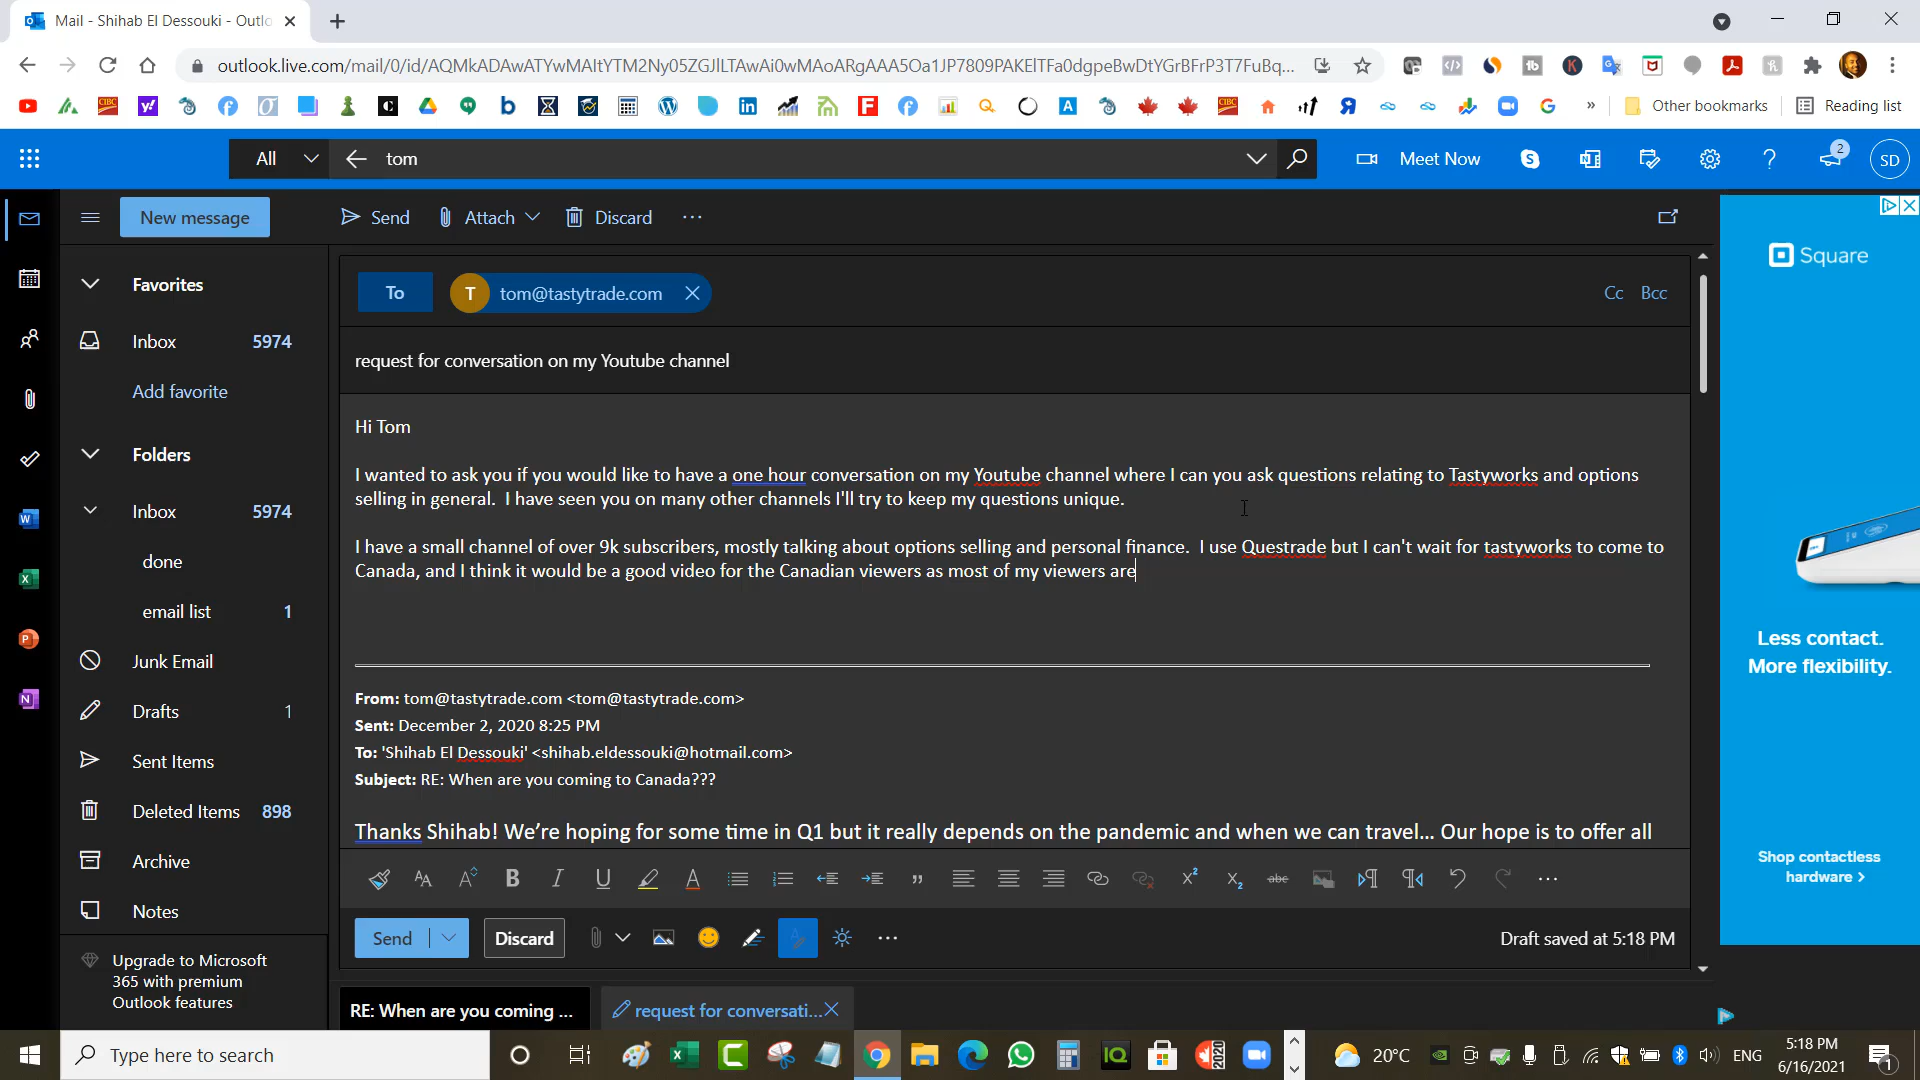 Mail - Shihab El Dessouki - Outlo
outlook.live.com/mail/0/id/AQMkADAwATYwMAItYTM2Ny05ZGJlLTAwAi0wMAoARgAAA5Oa1JP7809PAKElTFa0dgpeBwDtYGrBFrP3T7FuBq...
Other bookmarks
Reading list
All
tom
Meet Now
2
SD
New message
Send
Attach
Discard
Favorites
Inbox 5974
Add favorite
Folders
Inbox 5974
done
email list 1
Junk Email
Drafts 1
Sent Items
Deleted Items 898
Archive
Notes
Upgrade to Microsoft
365 with premium
Outlook features
To
T tom@tastytrade.com
Cc Bcc
request for conversation on my Youtube channel
Hi Tom
I wanted to ask you if you would like to have a one hour conversation on my Youtube channel where I can you ask questions relating to Tastyworks and options
selling in general.  I have seen you on many other channels I'll try to keep my questions unique.
I have a small channel of over 9k subscribers, mostly talking about options selling and personal finance.  I use Questrade but I can't wait for tastyworks to come to
Canada, and I think it would be a good video for the Canadian viewers as most of my viewers are
From: tom@tastytrade.com <tom@tastytrade.com>
Sent: December 2, 2020 8:25 PM
To: 'Shihab El Dessouki' <shihab.eldessouki@hotmail.com>
Subject: RE: When are you coming to Canada???
Thanks Shihab! We're hoping for some time in Q1 but it really depends on the pandemic and when we can travel... Our hope is to offer all
Send
Discard
Draft saved at 5:18 PM
RE: When are you coming ...
request for conversati...
Square
Less contact.
More flexibility.
Shop contactless
hardware >
Type here to search
20°C
ENG
5:18 PM
6/16/2021
1